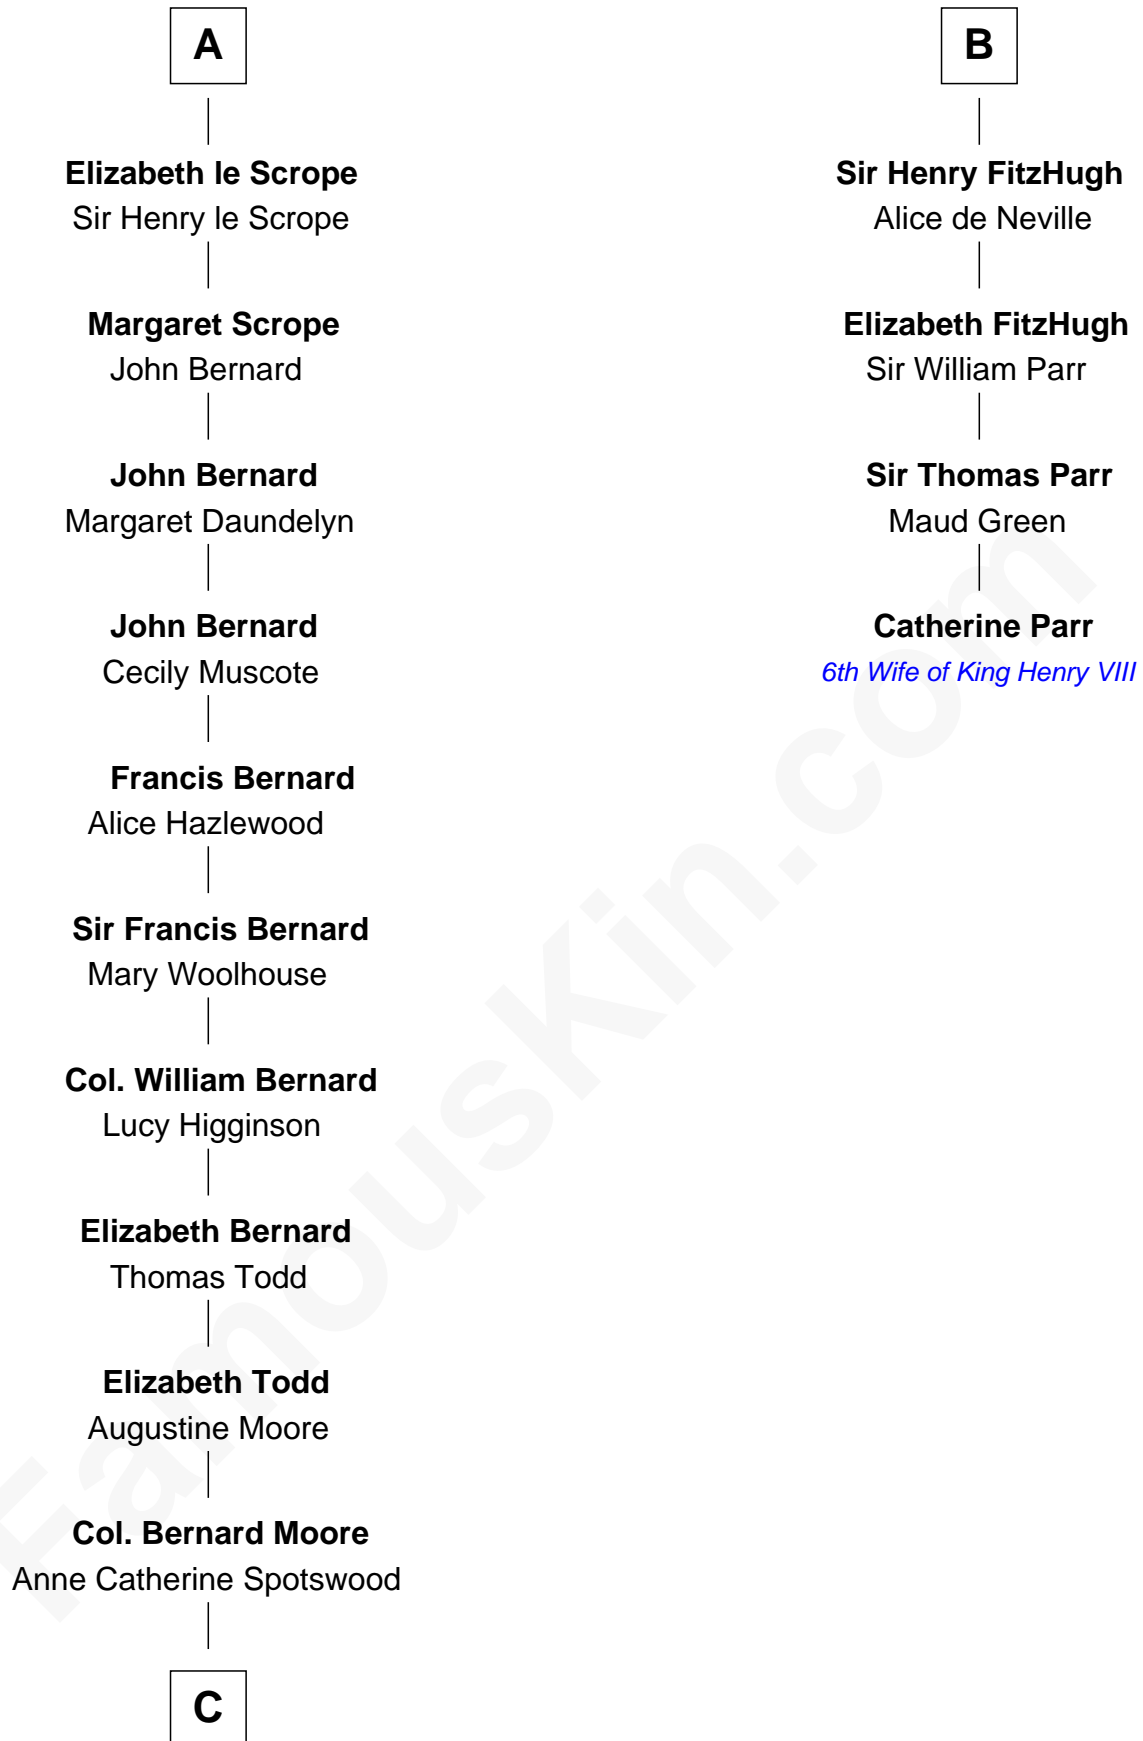 A
Elizabeth le Scrope
Sir Henry le Scrope
Margaret Scrope
John Bernard
John Bernard
Margaret Daundelyn
John Bernard
Cecily Muscote
Francis Bernard
Alice Hazlewood
Sir Francis Bernard
Mary Woolhouse
Col. William Bernard
Lucy Higginson
Elizabeth Bernard
Thomas Todd
Elizabeth Todd
Augustine Moore
Col. Bernard Moore
Anne Catherine Spotswood
C
B
Sir Henry FitzHugh
Alice de Neville
Elizabeth FitzHugh
Sir William Parr
Sir Thomas Parr
Maud Green
Catherine Parr
6th Wife of King Henry VIII
FamousKin.com